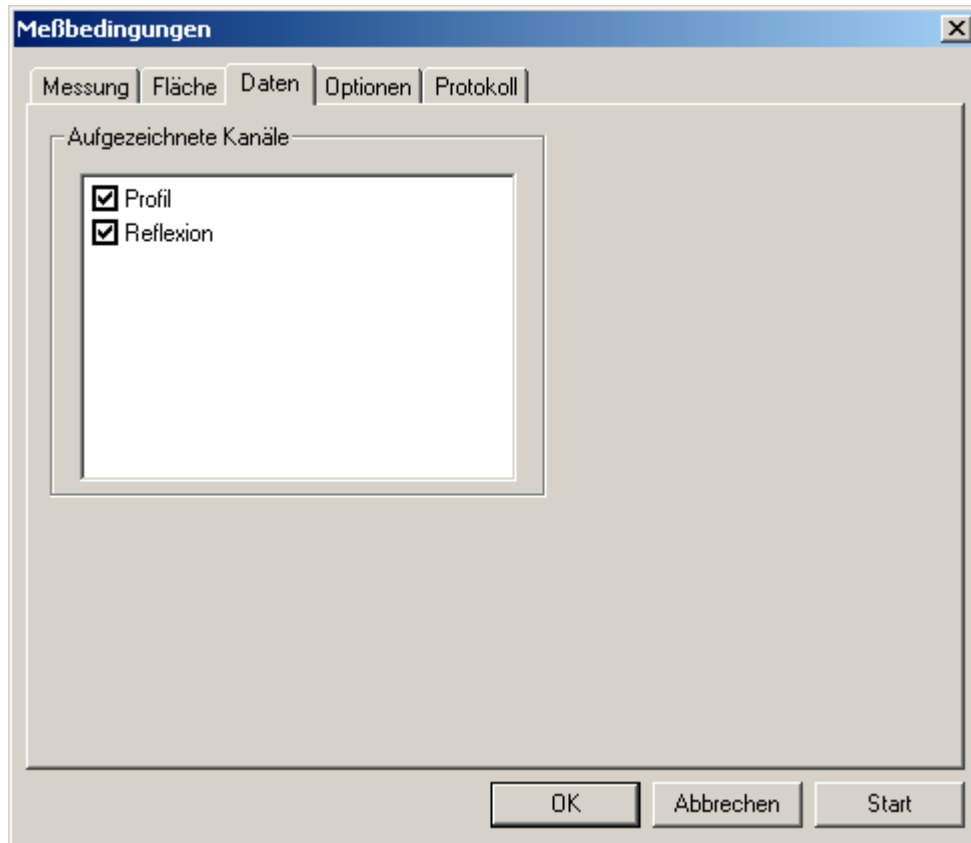 Meßbedingungen
Messung Fläche Daten Optionen Protokoll
Aufgezeichnete Kanäle
Profil
Reflexion
OK Abbrechen Start